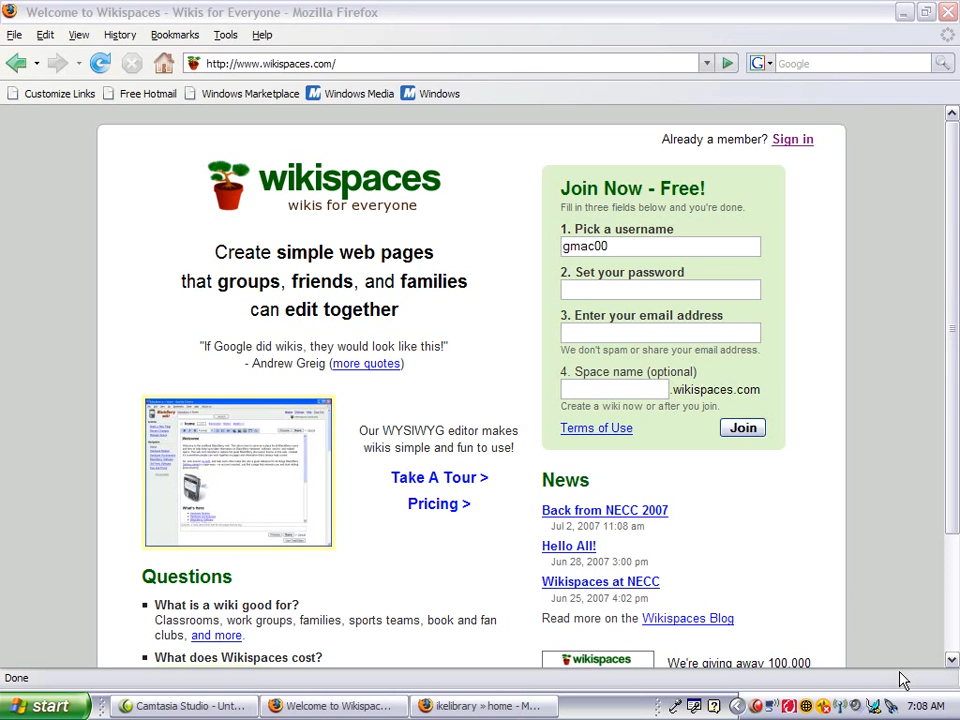 Welcome to Wikispaces - Wikis for Everyone - Mozilla Firefox
File Edit View History Bookmarks Tools Help
http://www.wikispaces.com/
G Google
Customize Links Free Hotmail Windows Marketplace Windows Media Windows
Already a member? Sign in
wikispaces
wikis for everyone
Create simple web pages
that groups, friends, and families
can edit together
"If Google did wikis, they would look like this!"
- Andrew Greig (more quotes)
Our WYSIWYG editor makes
wikis simple and fun to use!
Take A Tour >
Pricing >
Questions
What is a wiki good for?
Classrooms, work groups, families, sports teams, book and fan
clubs, and more.
What does Wikispaces cost?
Join Now - Free!
Fill in three fields below and you're done.
1. Pick a username
gmac00
2. Set your password
3. Enter your email address
We don't spam or share your email address.
4. Space name (optional)
.wikispaces.com
Create a wiki now or after you join.
Terms of Use Join
News
Back from NECC 2007
Jul 2, 2007 11:08 am
Hello All!
Jun 28, 2007 3:00 pm
Wikispaces at NECC
Jun 25, 2007 4:02 pm
Read more on the Wikispaces Blog
wikispaces We're giving away 100,000
Done
start Camtasia Studio - Unt... Welcome to Wikispac... ikelibrary » home - M... 7:08 AM